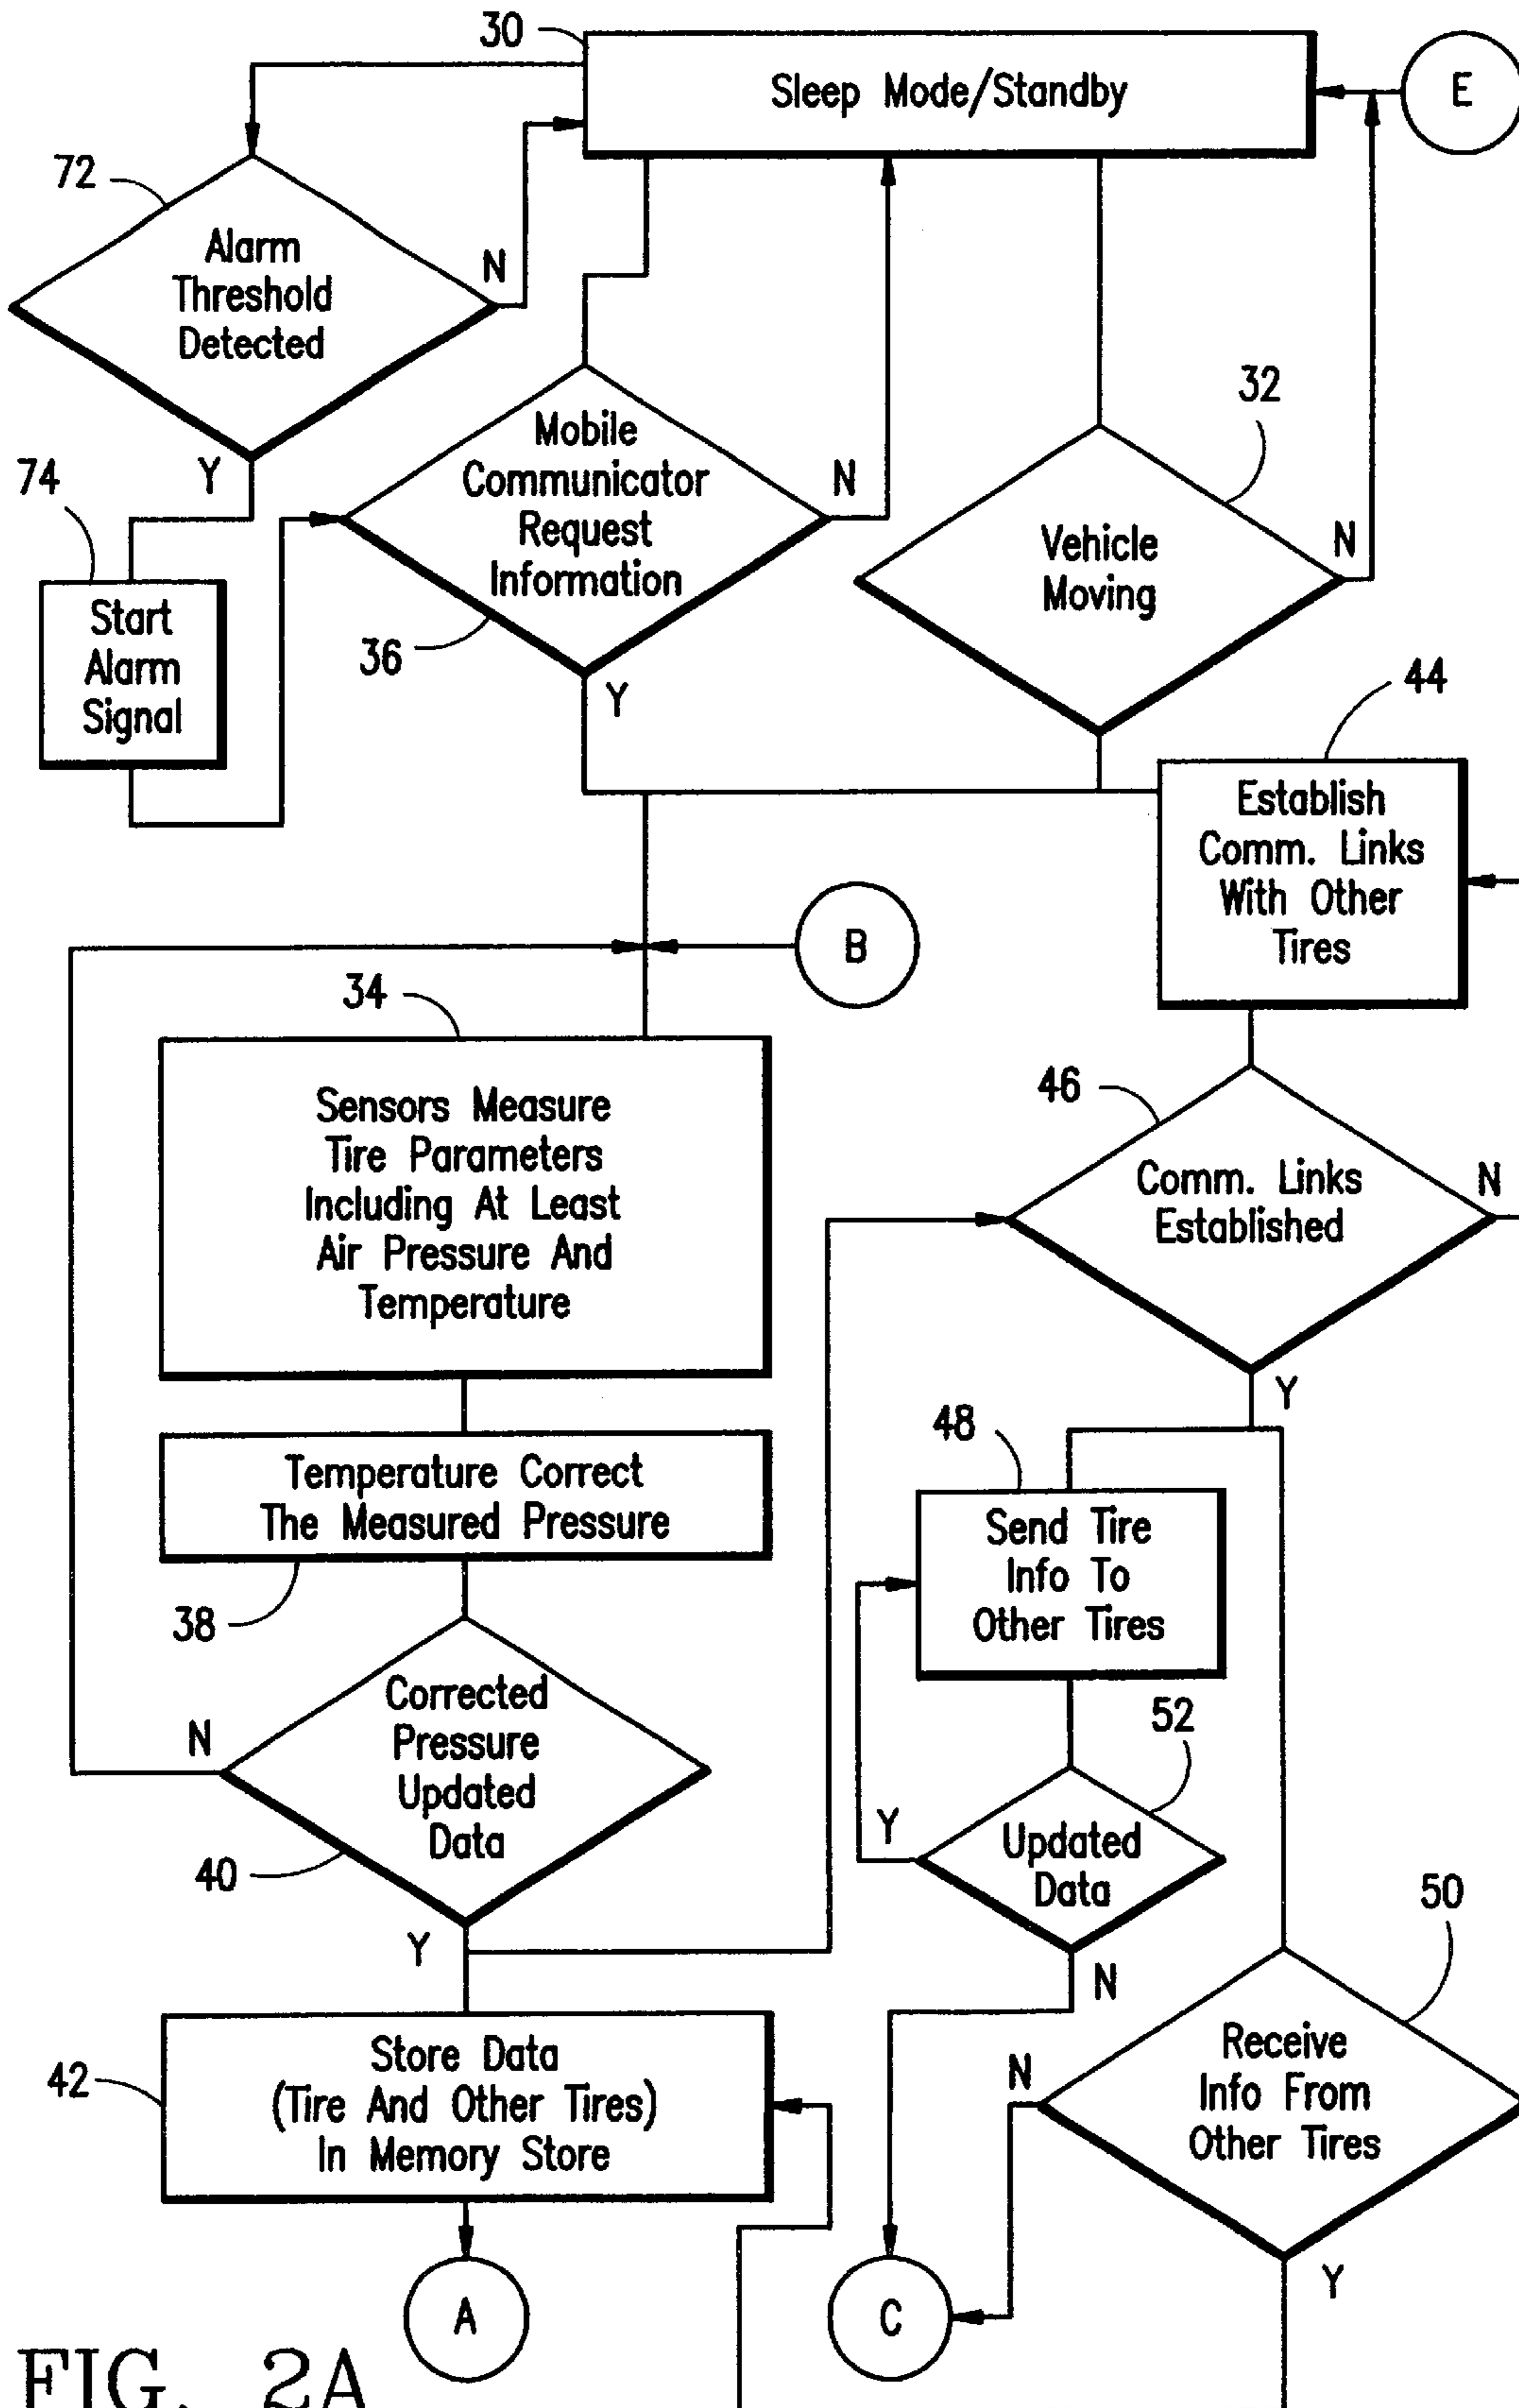 30
Sleep Mode/Standby
E
72
Alarm
Threshold
Detected
N
Y
74
Start
Alarm
Signal
Mobile
Communicator
Request
Information
N
36
Y
32
Vehicle
Moving
N
44
Establish
Comm. Links
With Other
Tires
B
34
Sensors Measure
Tire Parameters
Including At Least
Air Pressure And
Temperature
46
Comm. Links
Established
N
Y
Temperature Correct
The Measured Pressure
38
48
Send Tire
Info To
Other Tires
Corrected
Pressure
Updated
Data
N
40
Y
52
Updated
Data
Y
N
50
Receive
Info From
Other Tires
N
Y
42
Store Data
(Tire And Other Tires)
In Memory Store
A
C
FIG. 2A